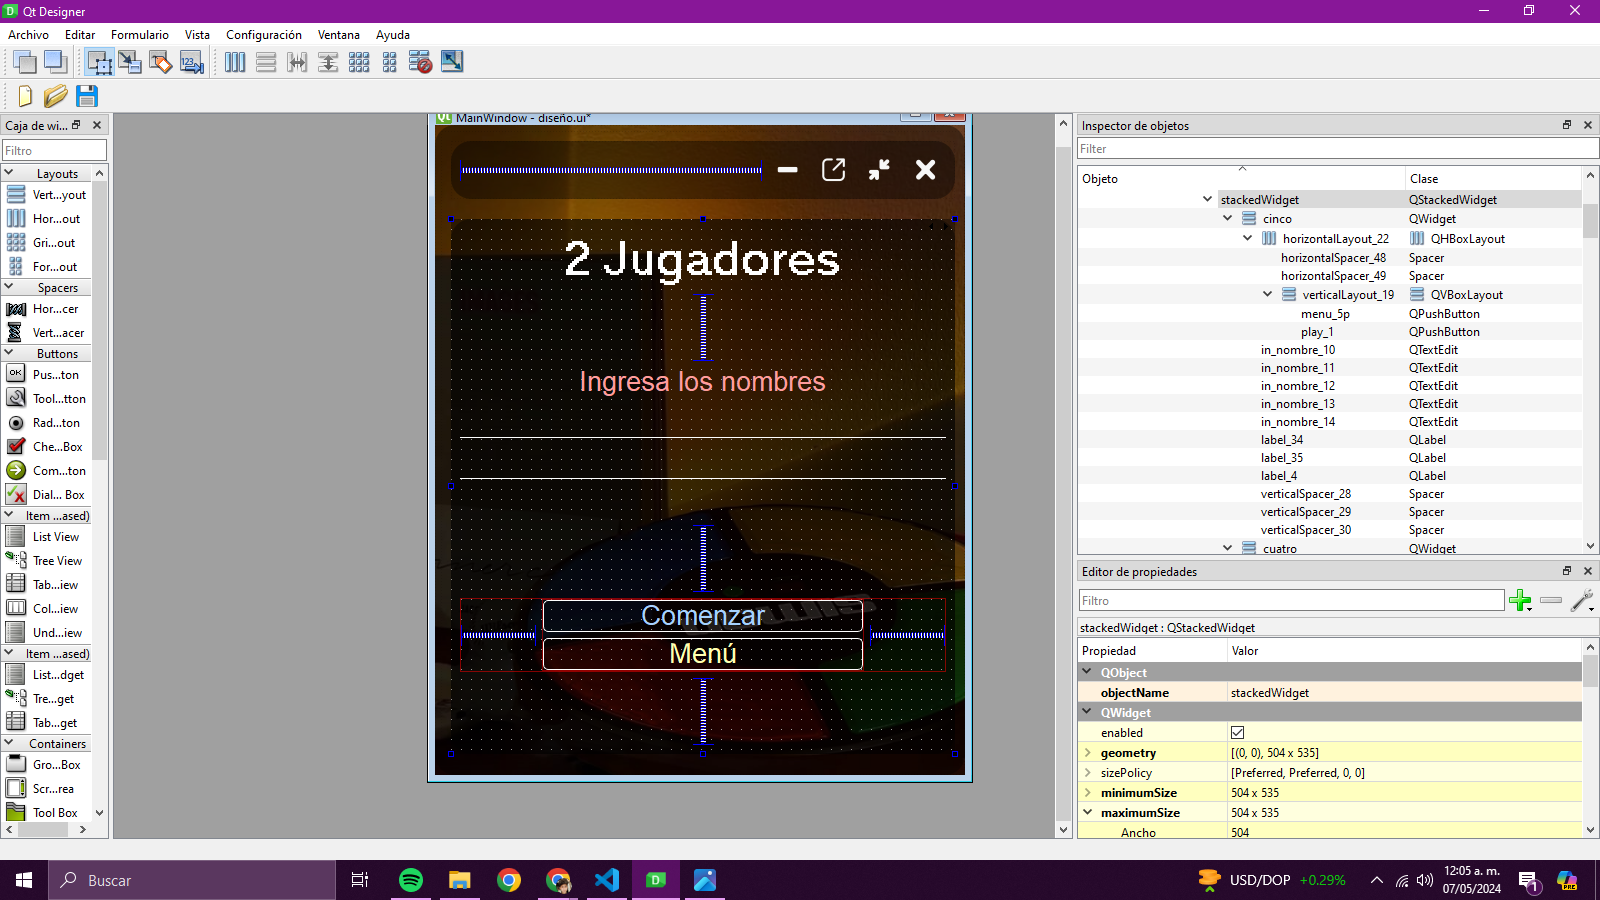 Qt Designer
Archivo Editar Formulario Vista Configuración Ventana Ayuda
Caja de wi...
Filtro
Layouts
Vert...yout
Hor...out
Gri...out
For...out
Spacers
Hor...cer
Vert...acer
Buttons
Pus...ton
Tool...tton
Rad...ton
Che...Box
Com...ton
Dial... Box
Item ...ased)
List View
Tree View
Tab...iew
Col...iew
Und...iew
Item ...ased)
List...dget
Tre...get
Tab...get
Containers
Gro...Box
Scr...rea
Tool Box
MainWindow - diseño.ui*
2 Jugadores
Ingresa los nombres
Comenzar
Menú
Inspector de objetos
Filter
Objeto Clase
stackedWidget QStackedWidget
cinco QWidget
horizontalLayout_22 QHBoxLayout
horizontalSpacer_48 Spacer
horizontalSpacer_49 Spacer
verticalLayout_19 QVBoxLayout
menu_5p QPushButton
play_1 QPushButton
in_nombre_10 QTextEdit
in_nombre_11 QTextEdit
in_nombre_12 QTextEdit
in_nombre_13 QTextEdit
in_nombre_14 QTextEdit
label_34 QLabel
label_35 QLabel
label_4 QLabel
verticalSpacer_28 Spacer
verticalSpacer_29 Spacer
verticalSpacer_30 Spacer
cuatro QWidget
Editor de propiedades
Filtro
stackedWidget : QStackedWidget
Propiedad Valor
QObject
objectName stackedWidget
QWidget
enabled
geometry [(0, 0), 504 x 535]
sizePolicy [Preferred, Preferred, 0, 0]
minimumSize 504 x 535
maximumSize 504 x 535
Ancho 504
Buscar
USD/DOP +0.29%
12:05 a. m.
07/05/2024
1
PRE